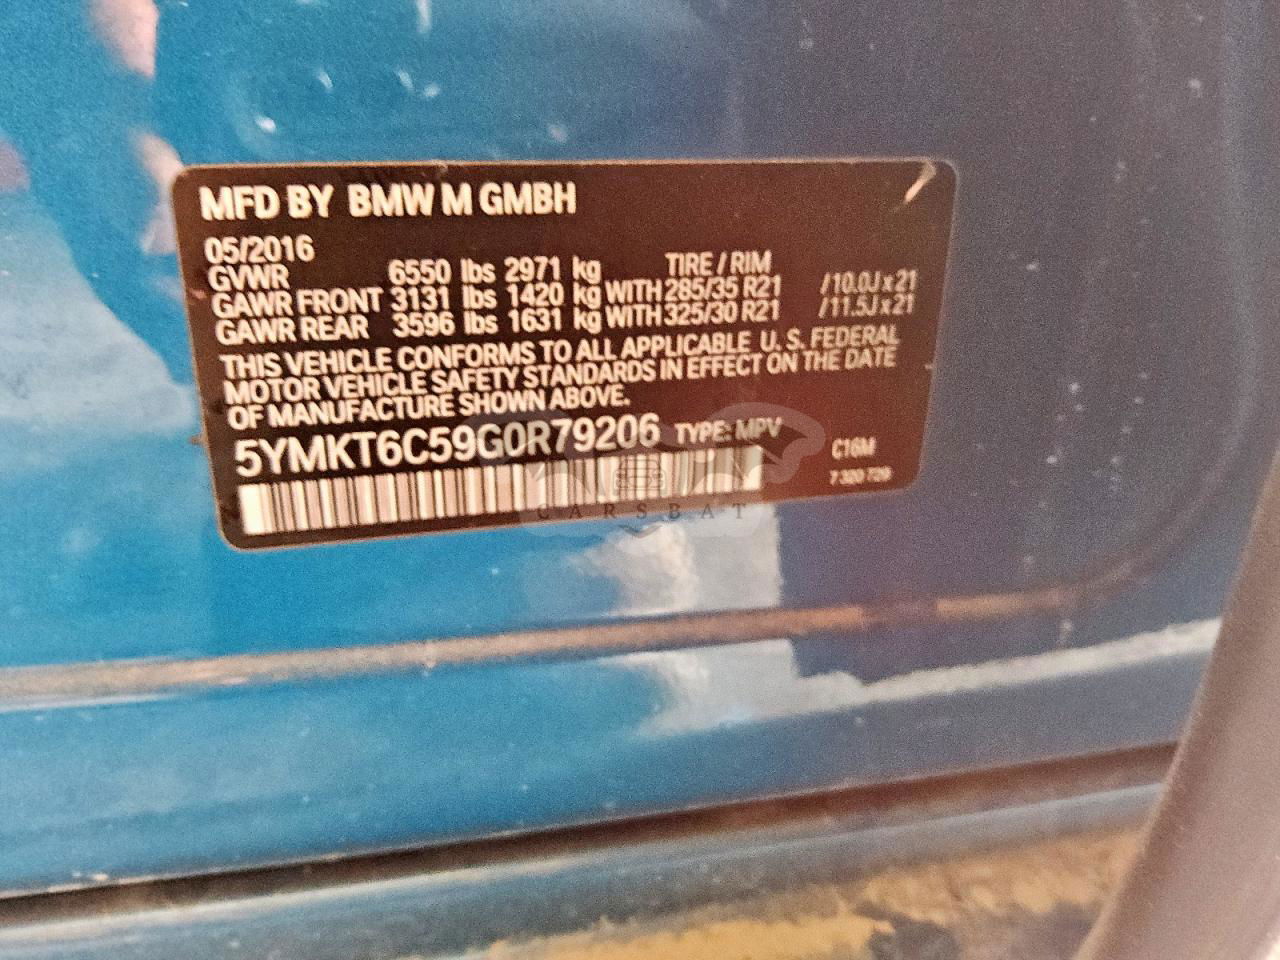 MFD BY BMW M GMBH
05/2016
GVWR 6550 lbs 2971 kg TIRE / RIM
GAWR FRONT 3131 lbs 1420 kg WITH 285/35 R21 /10.0J x 21
GAWR REAR 3596 lbs 1631 kg WITH 325/30 R21 /11.5J x 21
THIS VEHICLE CONFORMS TO ALL APPLICABLE U. S. FEDERAL
MOTOR VEHICLE SAFETY STANDARDS IN EFFECT ON THE DATE
OF MANUFACTURE SHOWN ABOVE.
5YMKT6C59G0R79206 TYPE: MPV C16M
CARSBAT